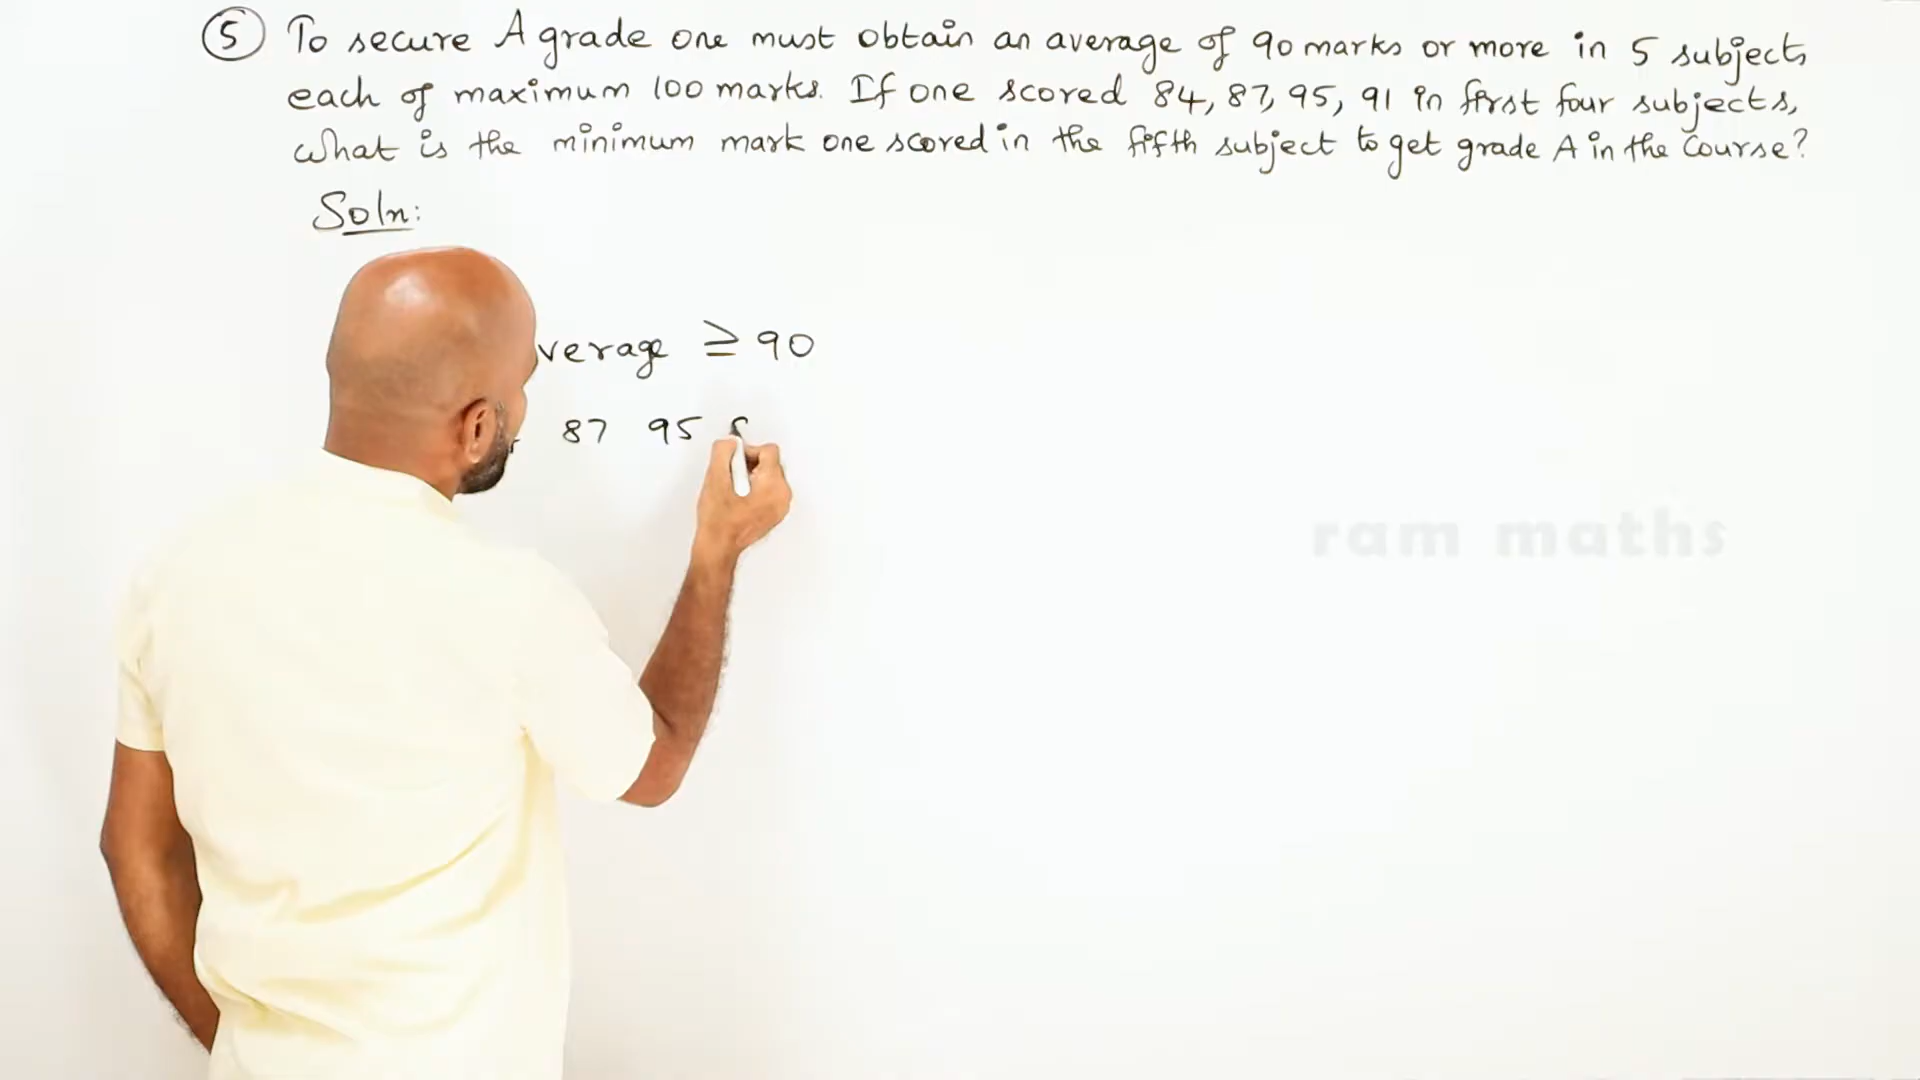 5 To secure A grade one must obtain an average of 90 marks or more in 5 subjects
each of maximum 100 marks. If one scored 84, 87, 95, 91 in first four subjects,
what is the minimum mark one scored in the fifth subject to get grade A in the course?
Soln:
verage ≥ 90
87 95
ram maths